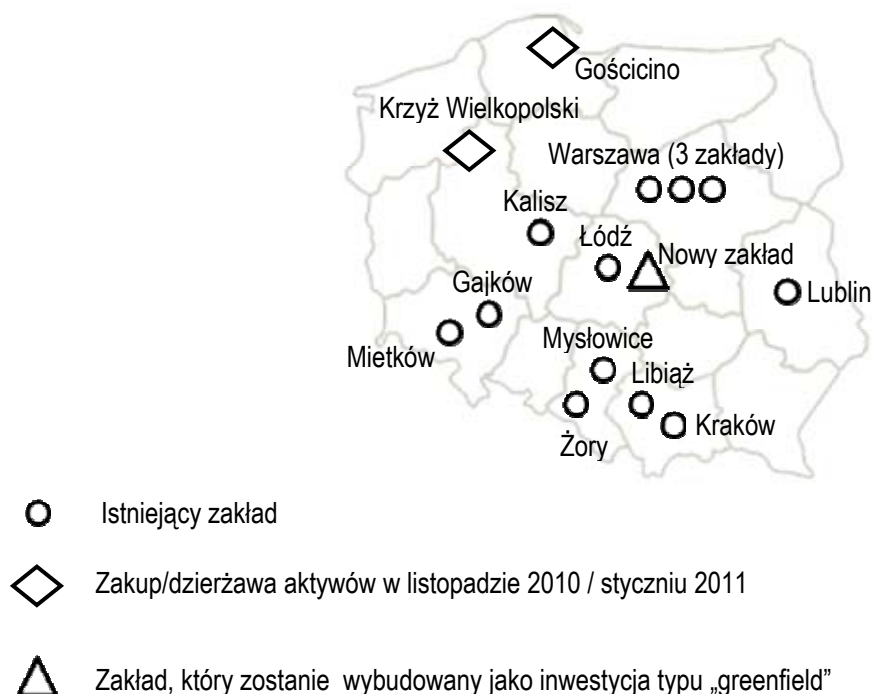 Gościcino
Krzyż Wielkopolski
Warszawa (3 zakłady)
Kalisz
Łódź
Nowy zakład
Gajków
Lublin
Mysłowice
Mietków
Libiąż
Kraków
Żory
Istniejący zakład
Zakup/dzierżawa aktywów w listopadzie 2010 / styczniu 2011
Zakład, który zostanie wybudowany jako inwestycja typu „greenfield”